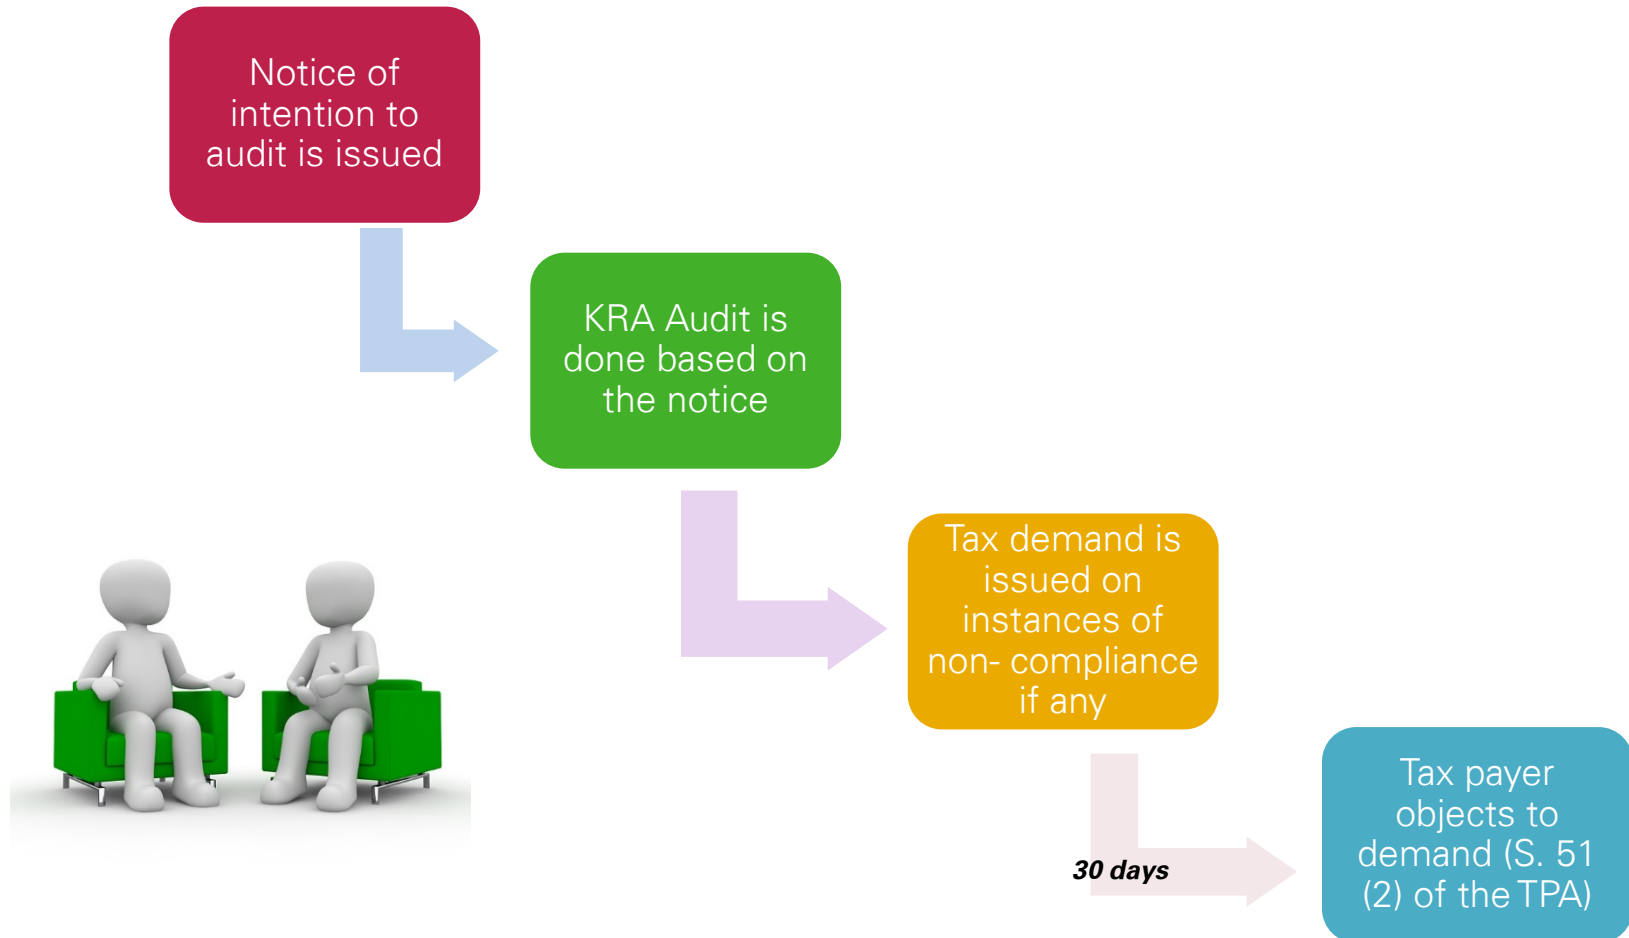 Notice of
intention to
audit is issued
KRA Audit is
done based on
the notice
Tax demand is
issued on
instances of
non- compliance
if any
30 days
Tax payer
objects to
demand (S. 51
(2) of the TPA)